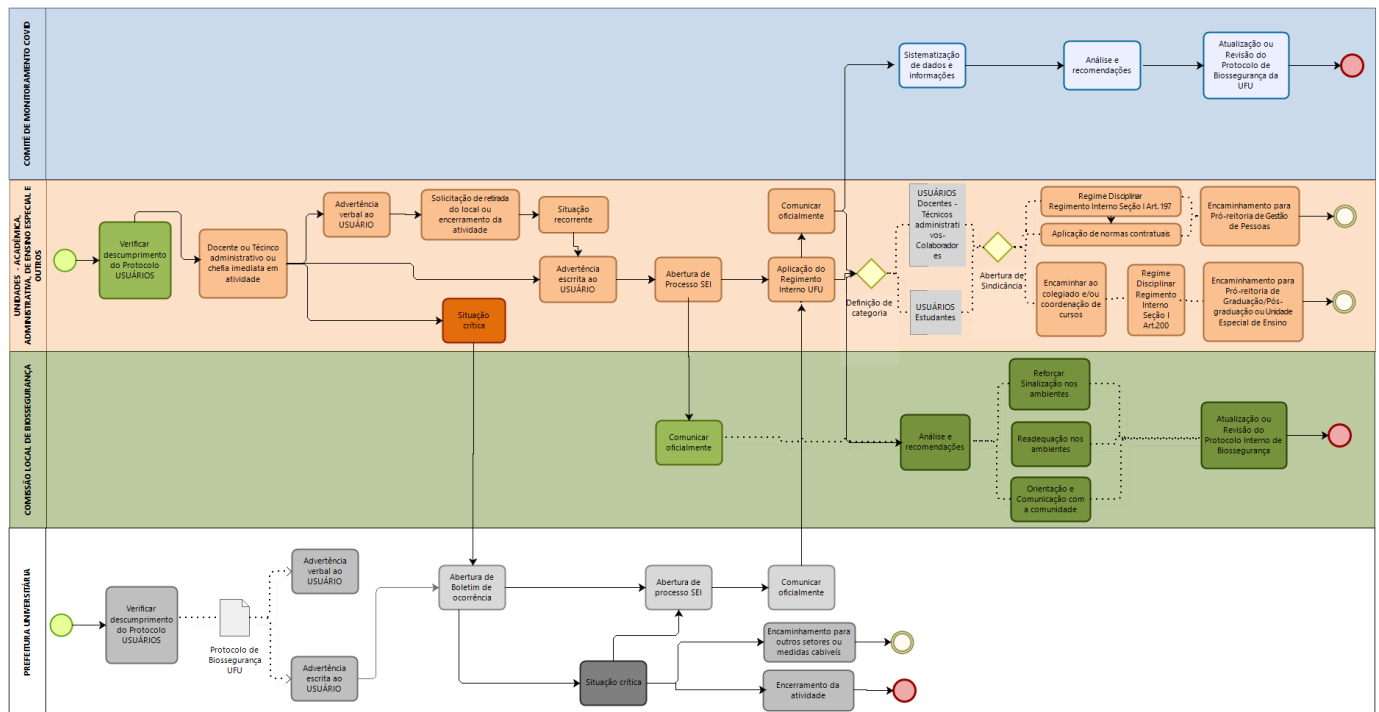 COMITÊ DE MONITORAMENTO COVID
Sistematização
de dados e
informações
Análise e
recomendações
Atualização ou
Revisão do
Protocolo de
Biossegurança da
UFU
UNIDADES - ACADÊMICA,
ADMINISTRATIVA, DE ENSINO ESPECIAL E
OUTROS
Verificar
descumprimento
do Protocolo
USUÁRIOS
Docente ou Técinco
administrativo ou
chefia imediata em
atividade
Advertência
verbal ao
USUÁRIO
Solicitação de retirada
do local ou
encerramento da
atividade
Situação
recorrente
Advertência
escrita ao
USUÁRIO
Situação
crítica
Abertura de
Processo SEI
Comunicar
oficialmente
Aplicação do
Regimento
Interno UFU
Definição de
categoria
USUÁRIOS
Docentes -
Técnicos
administrati
vos-
Colaborador
es
USUÁRIOS
Estudantes
Abertura de
Sindicância
Regime Disciplinar
Regimento Interno Seção I Art. 197
Aplicação de normas contratuais
Encaminhamento para
Pró-reitoria de Gestão
de Pessoas
Encaminhar ao
colegiado e/ou
coordenação de
cursos
Regime
Disciplinar
Regimento
Interno
Seção I
Art.200
Encaminhamento para
Pró-reitoria de
Graduação/Pós-
graduação ou Unidade
Especial de Ensino
COMISSÃO LOCAL DE BIOSSEGURANÇA
Comunicar
oficialmente
Análise e
recomendações
Reforçar
Sinalização nos
ambientes
Readequação nos
ambientes
Orientação e
Comunicação com
a comunidade
Atualização ou
Revisão do
Protocolo Interno de
Biossegurança
PREFEITURA UNIVERSITÁRIA
Verificar
descumprimento
do Protocolo
USUÁRIOS
Protocolo de
Biossegurança
UFU
Advertência
verbal ao
USUÁRIO
Advertência
escrita ao
USUÁRIO
Abertura de
Boletim de
ocorrência
Abertura de
processo SEI
Comunicar
oficialmente
Situação crítica
Encaminhamento para
outros setores ou
medidas cabiveís
Encerramento da
atividade